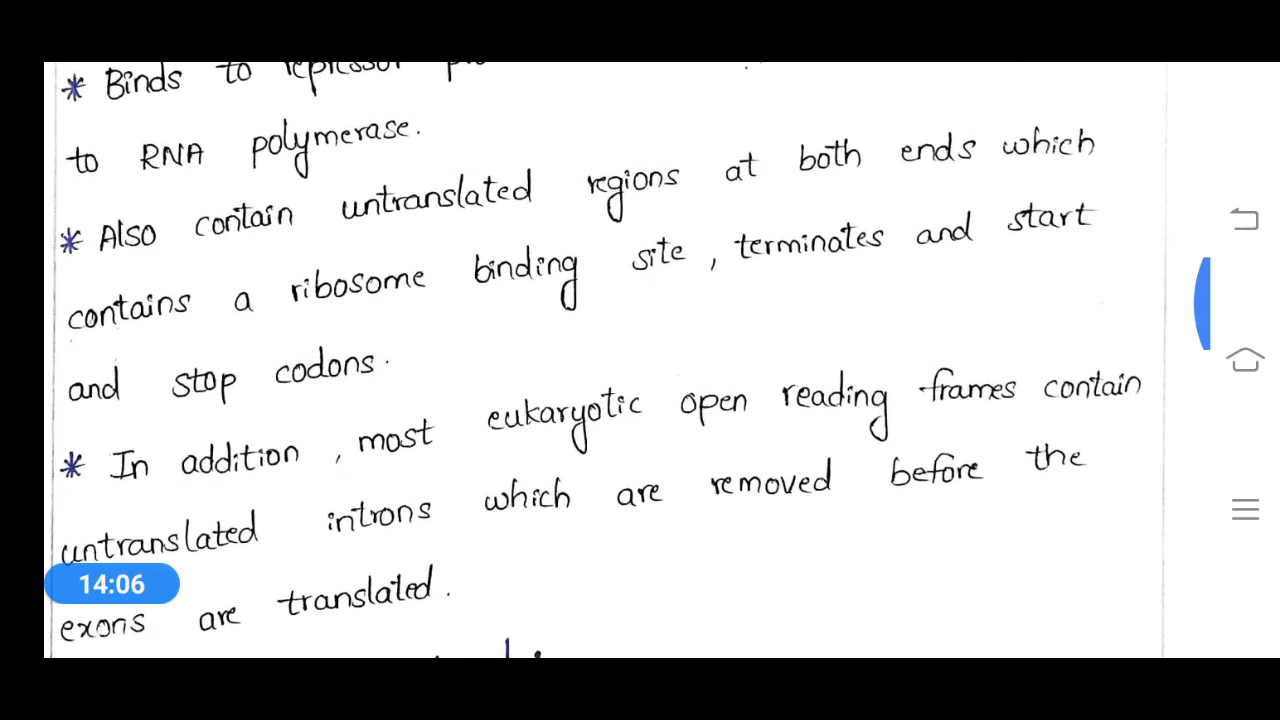 * Binds to repressor
to RNA polymerase.
* Also contain untranslated regions at both ends which
contains a ribosome binding site, terminates and start
and stop codons.
* In addition, most eukaryotic open reading frames contain
untranslated introns which are removed before the
14:06
exons are translated.